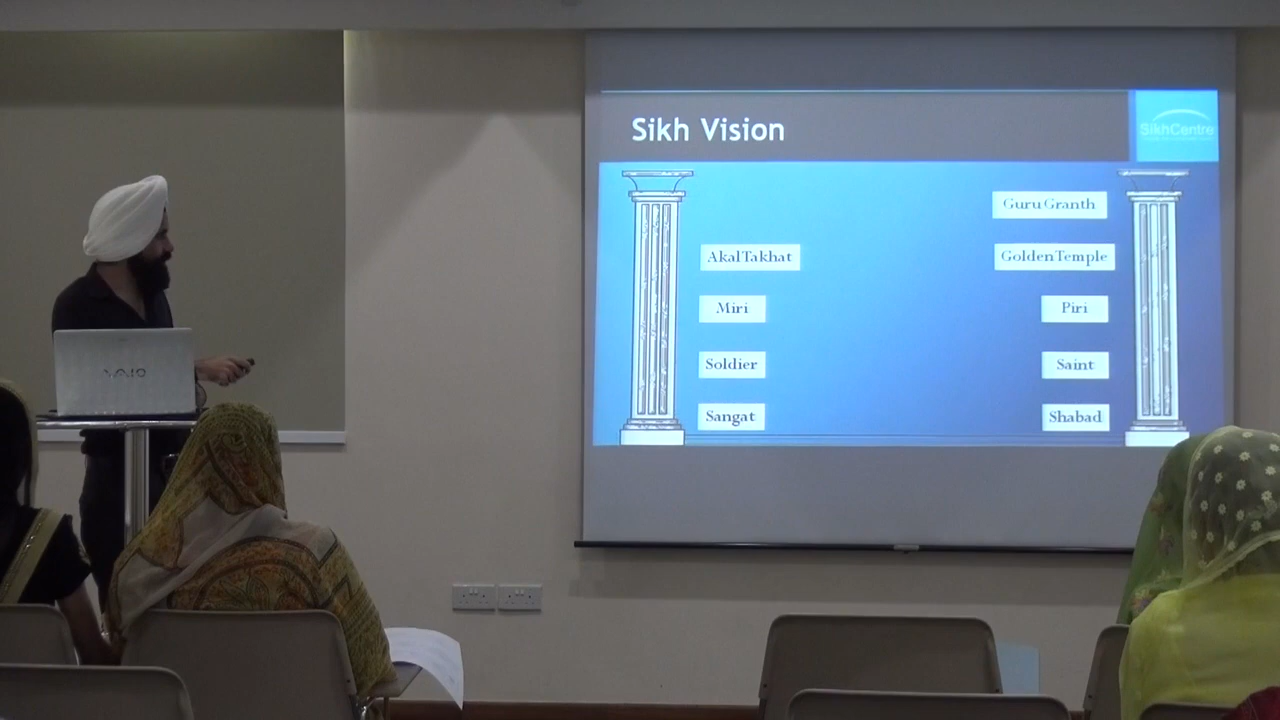 Sikh Vision
SikhCentre
Guru Granth
Akal Takhat
Golden Temple
Miri
Piri
Soldier
Saint
Sangat
Shabad
VAIO